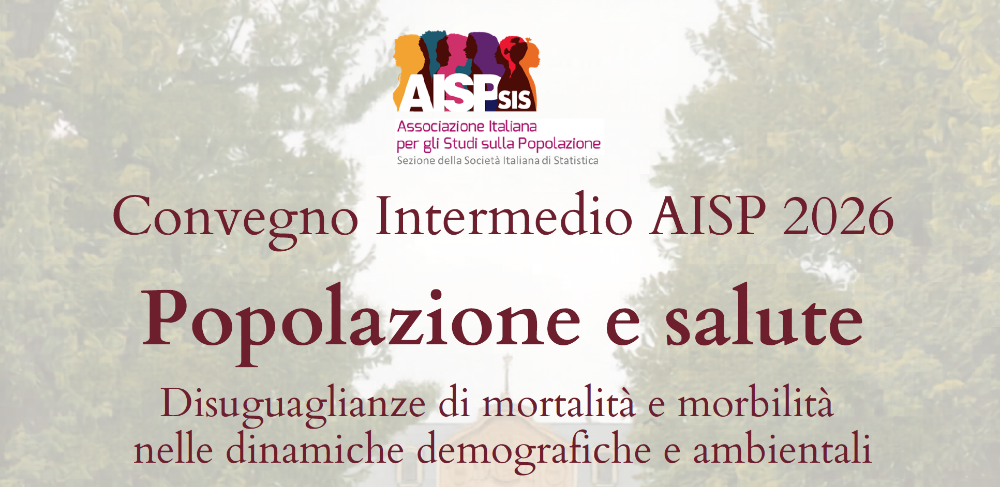 AISP SIS
Associazione Italiana
per gli Studi sulla Popolazione
Sezione della Società Italiana di Statistica
Convegno Intermedio AISP 2026
Popolazione e salute
Disuguaglianze di mortalità e morbilità
nelle dinamiche demografiche e ambientali